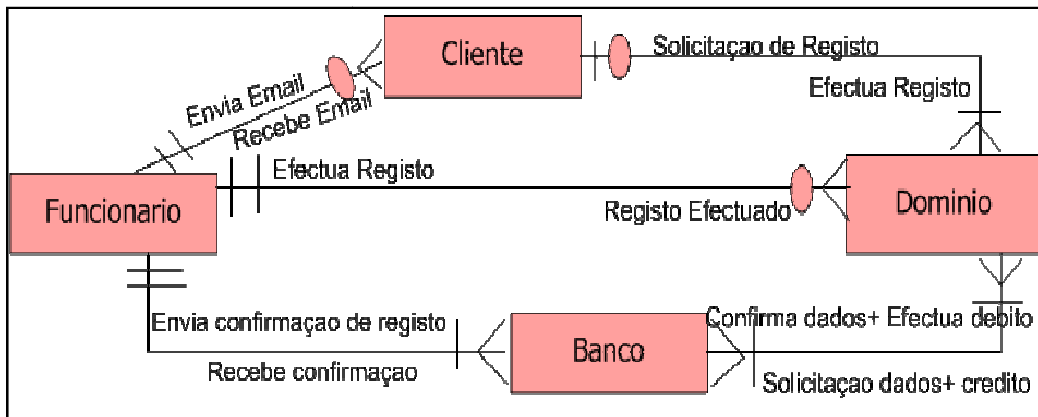 Cliente
Solicitaçao de Registo
Envia Email
Recebe Email
Efectua Registo
Efectua Registo
Funcionario
Dominio
Registo Efectuado
Envia confirmaçao de registo
Banco
Confirma dados+ Efectua debito
Recebe confirmaçao
Solicitaçao dados+ credito